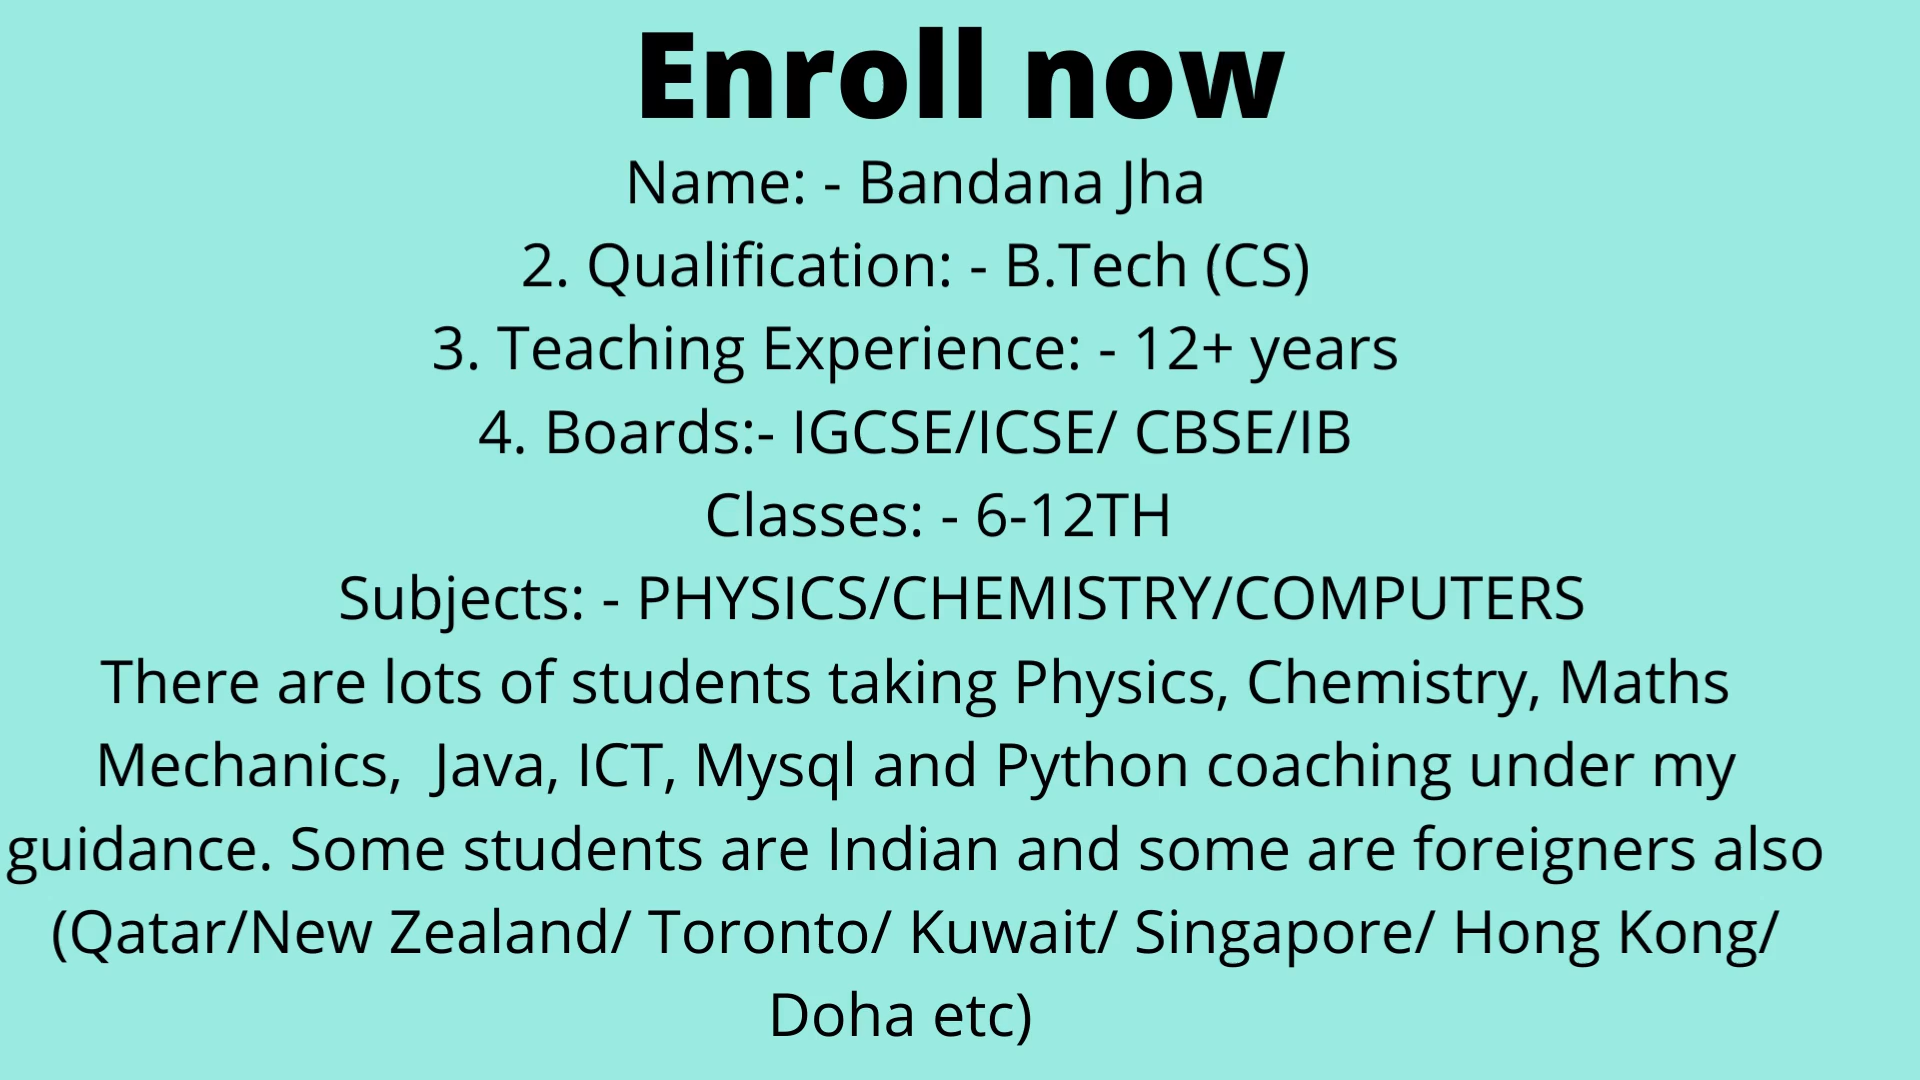 Enroll now
Name: - Bandana Jha
2. Qualification: - B.Tech (CS)
3. Teaching Experience: - 12+ years
4. Boards:- IGCSE/ICSE/ CBSE/IB
Classes: - 6-12TH
Subjects: - PHYSICS/CHEMISTRY/COMPUTERS
There are lots of students taking Physics, Chemistry, Maths
Mechanics,  Java, ICT, Mysql and Python coaching under my
guidance. Some students are Indian and some are foreigners also
(Qatar/New Zealand/ Toronto/ Kuwait/ Singapore/ Hong Kong/
Doha etc)